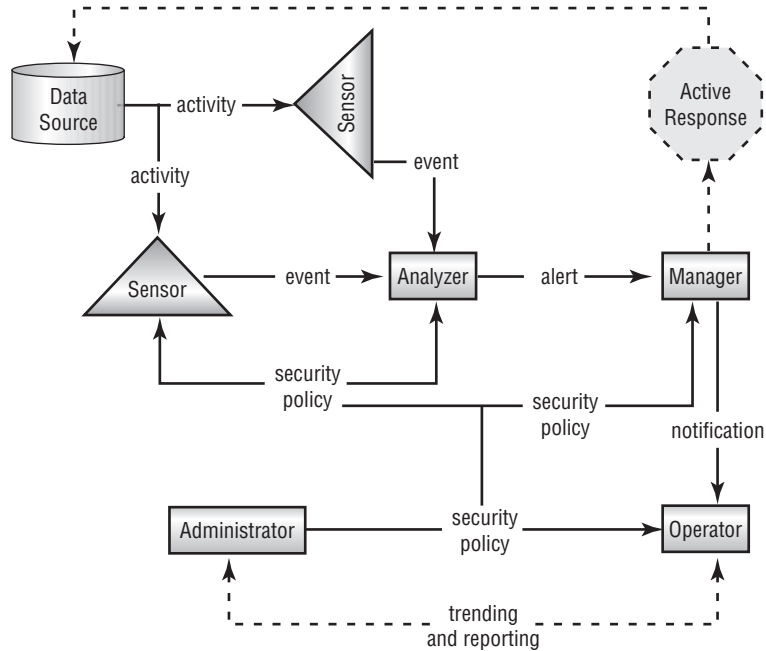 Data
Source
activity
Sensor
Active
Response
event
activity
Sensor
event
Analyzer
alert
Manager
security
policy
security
policy
notification
Administrator
security
policy
Operator
trending
and reporting